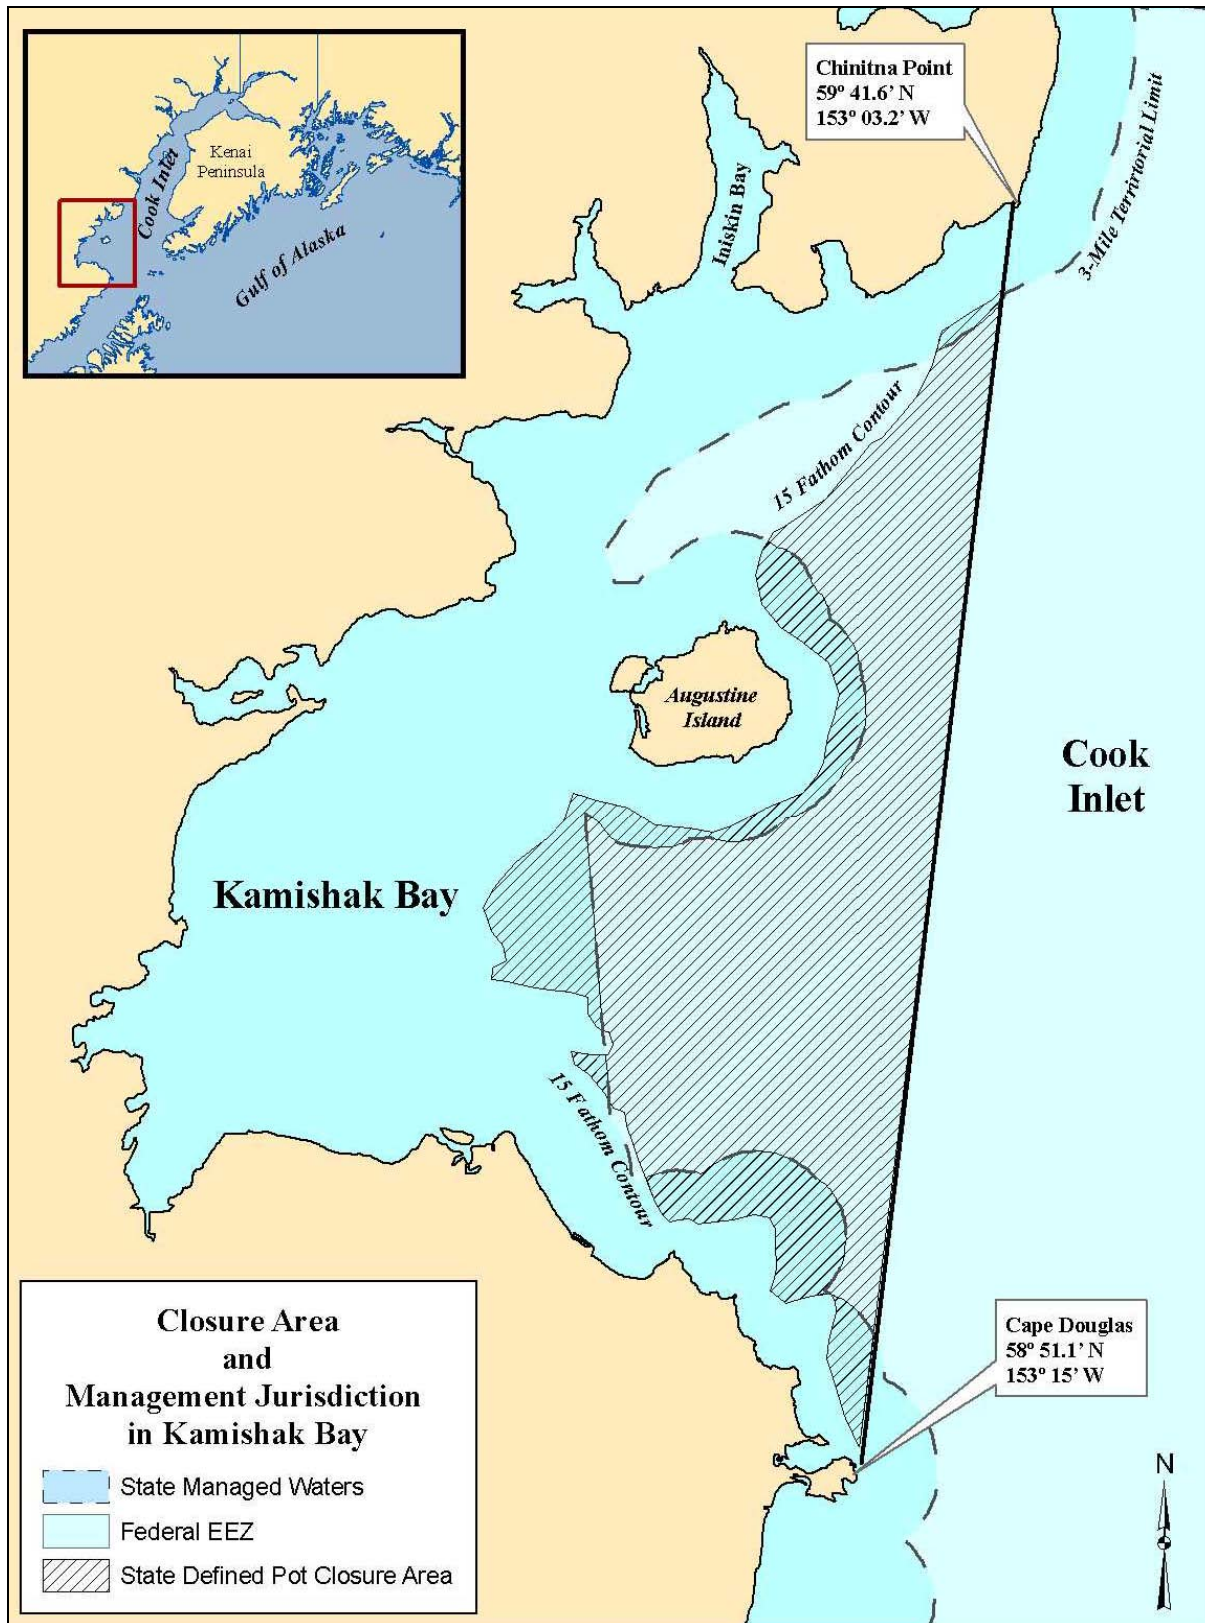 Kenai
Peninsula
Cook Inlet
Gulf of Alaska
Chinitna Point
59º 41.6’ N
153º 03.2’ W
Iniskin Bay
3-Mile Terrirtorial Limit
15 Fathom Contour
Augustine
Island
Cook
Inlet
Kamishak Bay
15 Fathom Contour
Cape Douglas
58º 51.1’ N
153º 15’ W
Closure Area
and
Management Jurisdiction
in Kamishak Bay
State Managed Waters
Federal EEZ
State Defined Pot Closure Area
N